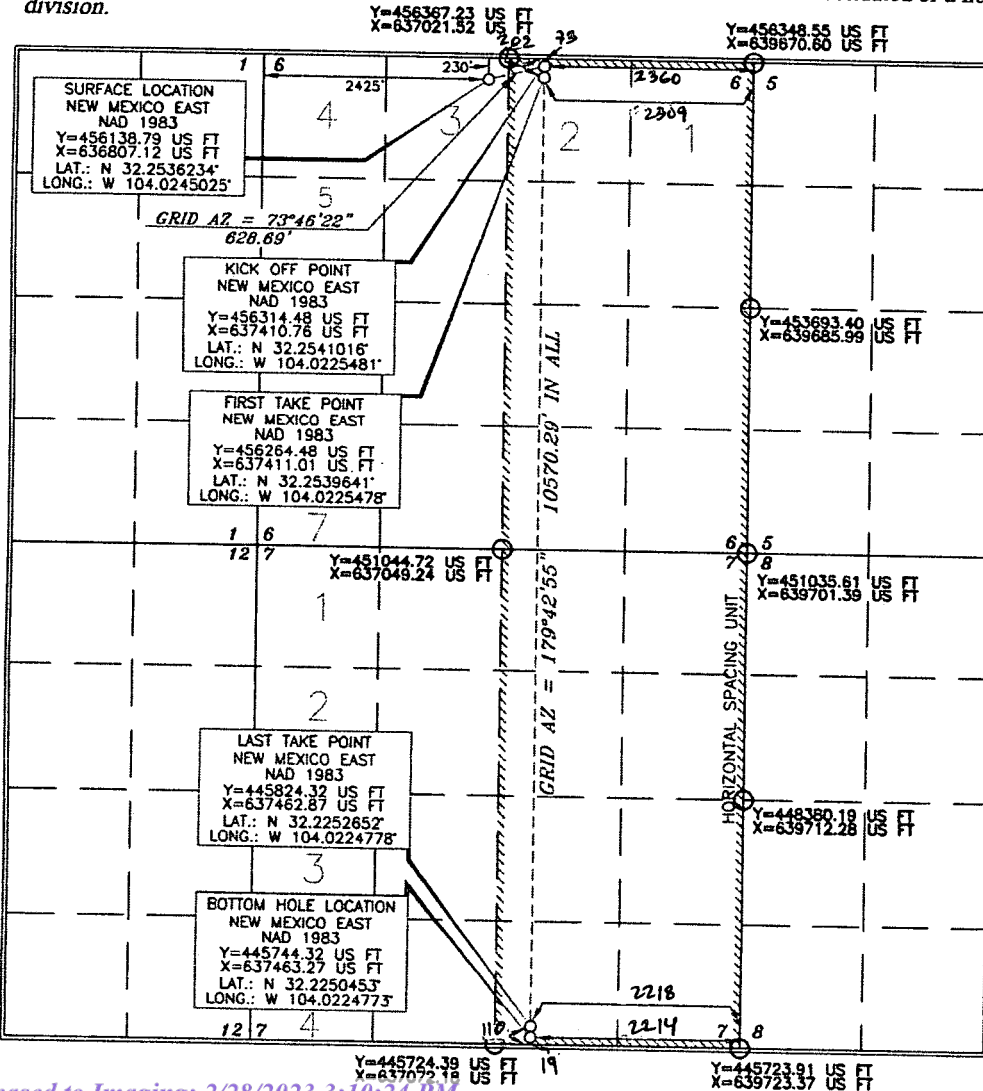 division.
Y=456367.23 US FT
X=637021.52 US FT
202
73
Y=456348.55 US FT
X=639670.60 US FT
1 6
230'
2425'
2360
2309
6 5
4
3
2
1
SURFACE LOCATION
NEW MEXICO EAST
NAD 1983
Y=456138.79 US FT
X=636807.12 US FT
LAT.: N 32.2536234°
LONG.: W 104.0245025°
5
GRID AZ = 73°46'22"
628.69'
KICK OFF POINT
NEW MEXICO EAST
NAD 1983
Y=456314.48 US FT
X=637410.76 US FT
LAT.: N 32.2541016°
LONG.: W 104.0225481°
Y=453693.40 US FT
X=639685.99 US FT
FIRST TAKE POINT
NEW MEXICO EAST
NAD 1983
Y=456264.48 US FT
X=637411.01 US FT
LAT.: N 32.2539641°
LONG.: W 104.0225478°
GRID AZ = 179°42'55" 10570.29' IN ALL
7
1 6
12 7
6 5
7 8
Y=451044.72 US FT
X=637049.24 US FT
Y=451035.61 US FT
X=639701.39 US FT
1
2
HORIZONTAL SPACING UNIT
LAST TAKE POINT
NEW MEXICO EAST
NAD 1983
Y=445824.32 US FT
X=637462.87 US FT
LAT.: N 32.2252652°
LONG.: W 104.0224778°
Y=448380.19 US FT
X=639712.28 US FT
3
BOTTOM HOLE LOCATION
NEW MEXICO EAST
NAD 1983
Y=445744.32 US FT
X=637463.27 US FT
LAT.: N 32.2250453°
LONG.: W 104.0224773°
2218
2214
12 7
4
110
19
7 8
Y=445724.39 US FT
X=637072.18 US FT
Y=445723.91 US FT
X=639723.37 US FT
2/28/2023 3:10:24 PM